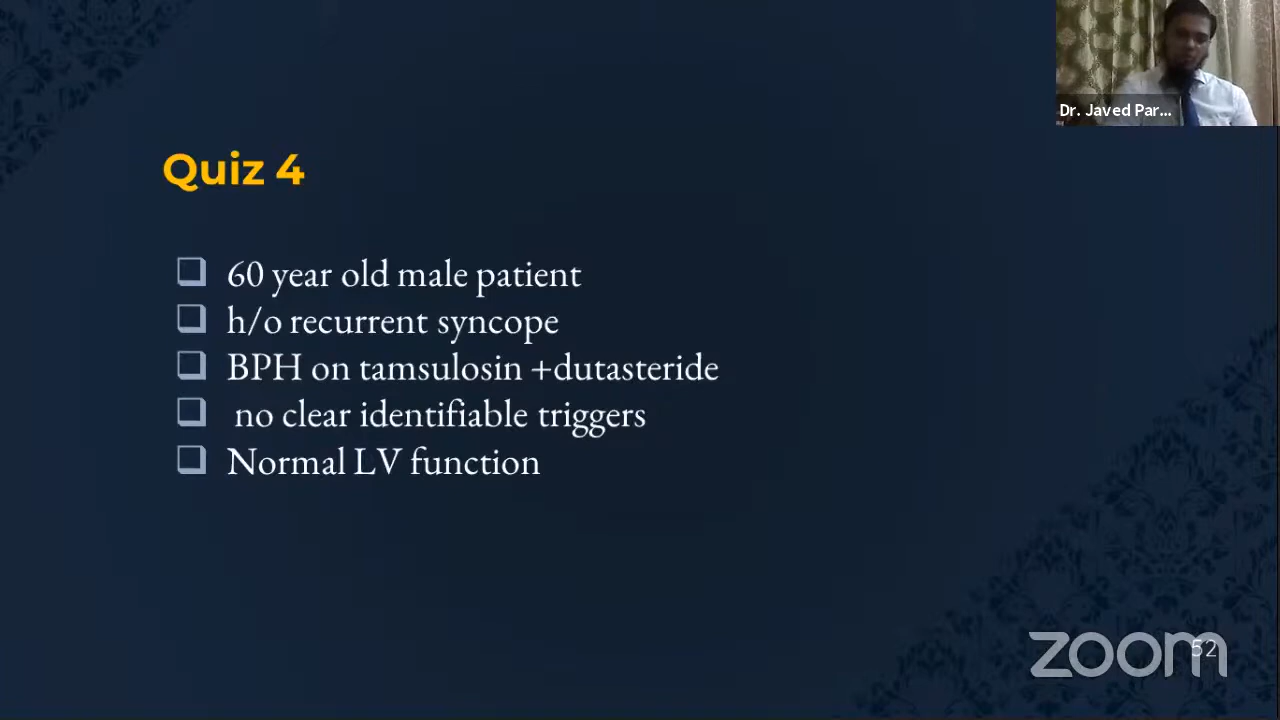 Dr. Javed Par...
Quiz 4
60 year old male patient
h/o recurrent syncope
BPH on tamsulosin +dutasteride
no clear identifiable triggers
Normal LV function
zoom
52